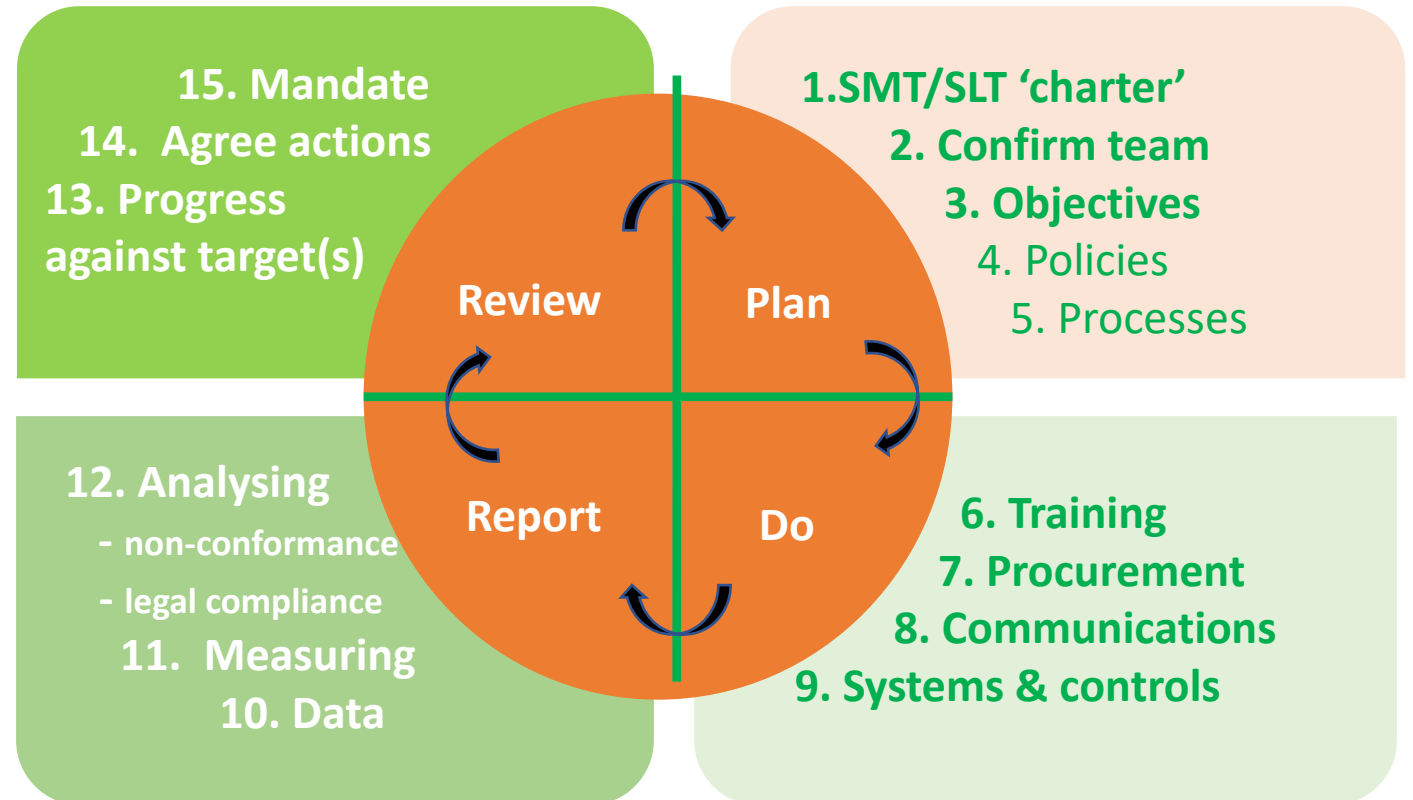 15. Mandate
14.  Agree actions
13. Progress
against target(s)
1.SMT/SLT ‘charter’
2. Confirm team
3. Objectives
4. Policies
5. Processes
Review
Plan
Report
Do
12. Analysing
- non-conformance
- legal compliance
11.  Measuring
10. Data
6. Training
7. Procurement
8. Communications
9. Systems & controls